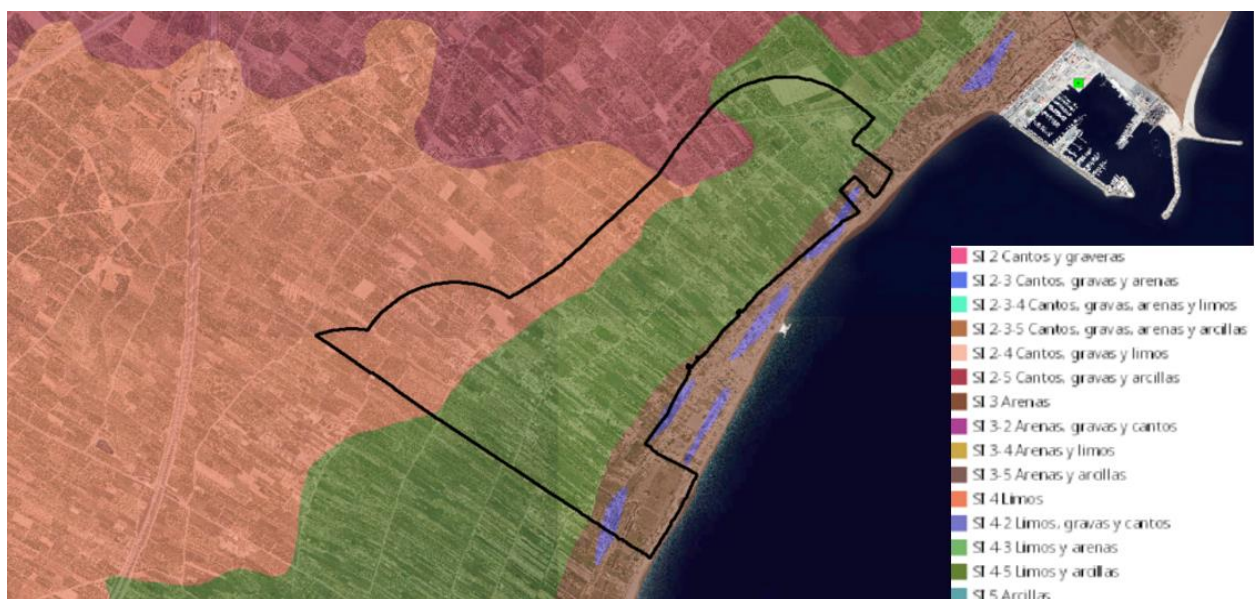 SI 2 Cantos y graveras
SI 2-3 Cantos, gravas y arenas
SI 2-3-4 Cantos, gravas, arenas y limos
SI 2-3-5 Cantos, gravas, arenas y arcillas
SI 2-4 Cantos, gravas y limos
SI 2-5 Cantos, gravas y arcillas
SI 3 Arenas
SI 3-2 Arenas, gravas y cantos
SI 3-4 Arenas y limos
SI 3-5 Arenas y arcillas
SI 4 Limos
SI 4-2 Limos, gravas y cantos
SI 4-3 Limos y arenas
SI 4-5 Limos y arcillas
SI 5 Arcillas